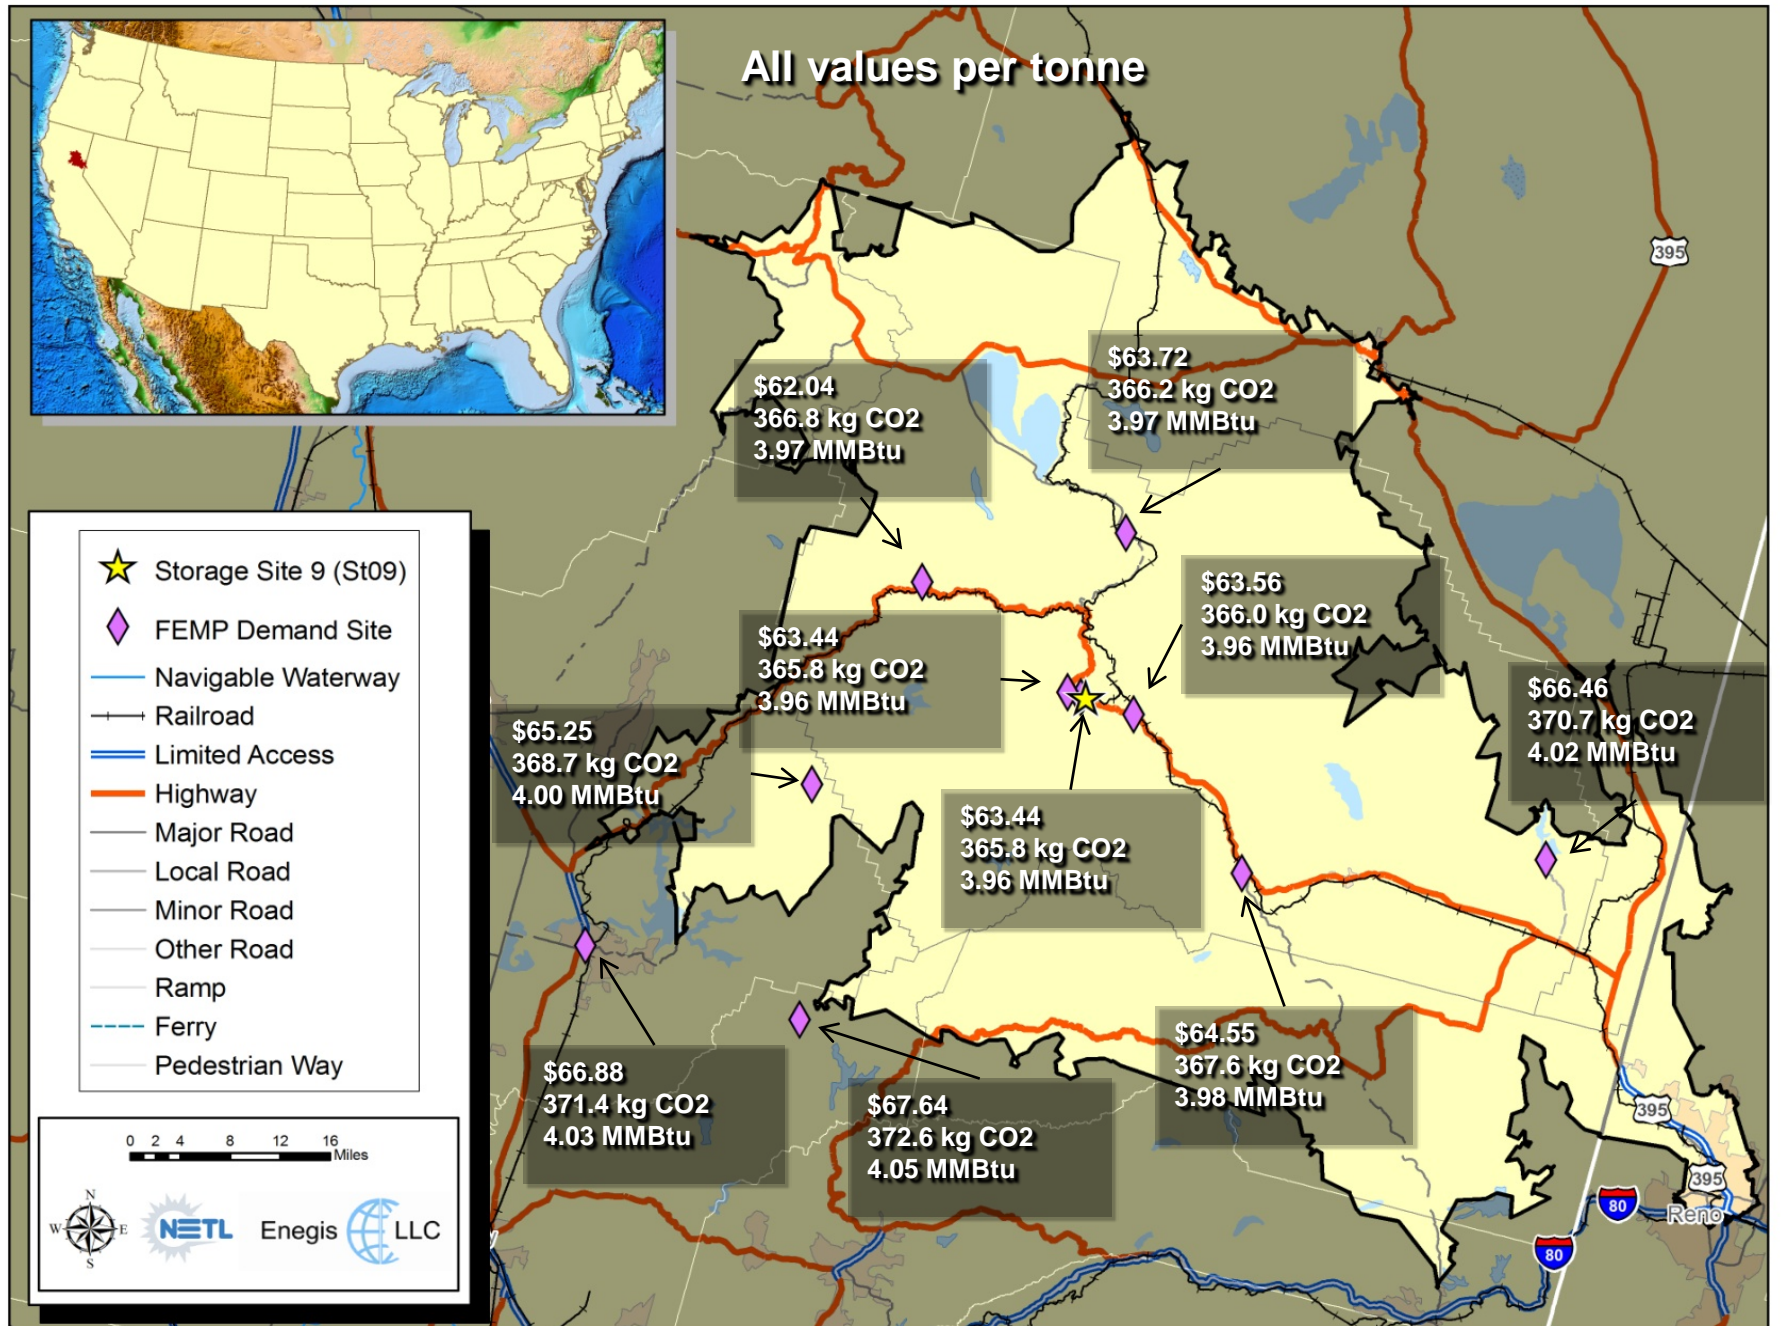 All values per tonne
395
$63.72
366.2 kg CO2
3.97 MMBtu
$62.04
366.8 kg CO2
3.97 MMBtu
$63.56
366.0 kg CO2
3.96 MMBtu
$63.44
365.8 kg CO2
3.96 MMBtu
$66.46
370.7 kg CO2
4.02 MMBtu
$65.25
368.7 kg CO2
4.00 MMBtu
$63.44
365.8 kg CO2
3.96 MMBtu
$64.55
367.6 kg CO2
3.98 MMBtu
$66.88
371.4 kg CO2
4.03 MMBtu
$67.64
372.6 kg CO2
4.05 MMBtu
395
395
80
Reno
80
Storage Site 9 (St09)
FEMP Demand Site
Navigable Waterway
Railroad
Limited Access
Highway
Major Road
Local Road
Minor Road
Other Road
Ramp
Ferry
Pedestrian Way
0 2 4 8 12 16
Miles
N
W E
S
NETL
Enegis LLC